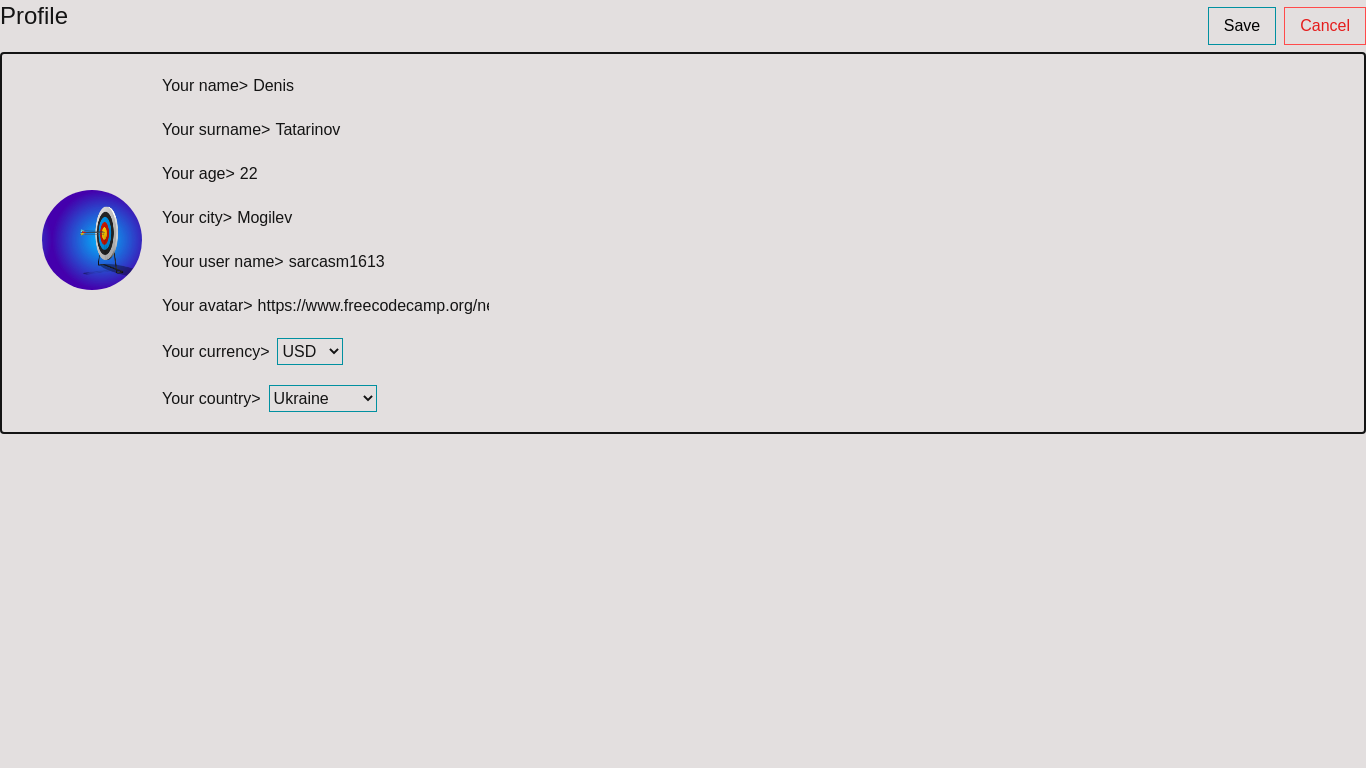 Profile
Save
Cancel
Your name> Denis
Your surname> Tatarinov
Your age> 22
Your city> Mogilev
Your user name> sarcasm1613
Your avatar> https://www.freecodecamp.org/ne
Your currency> USD
Your country> Ukraine